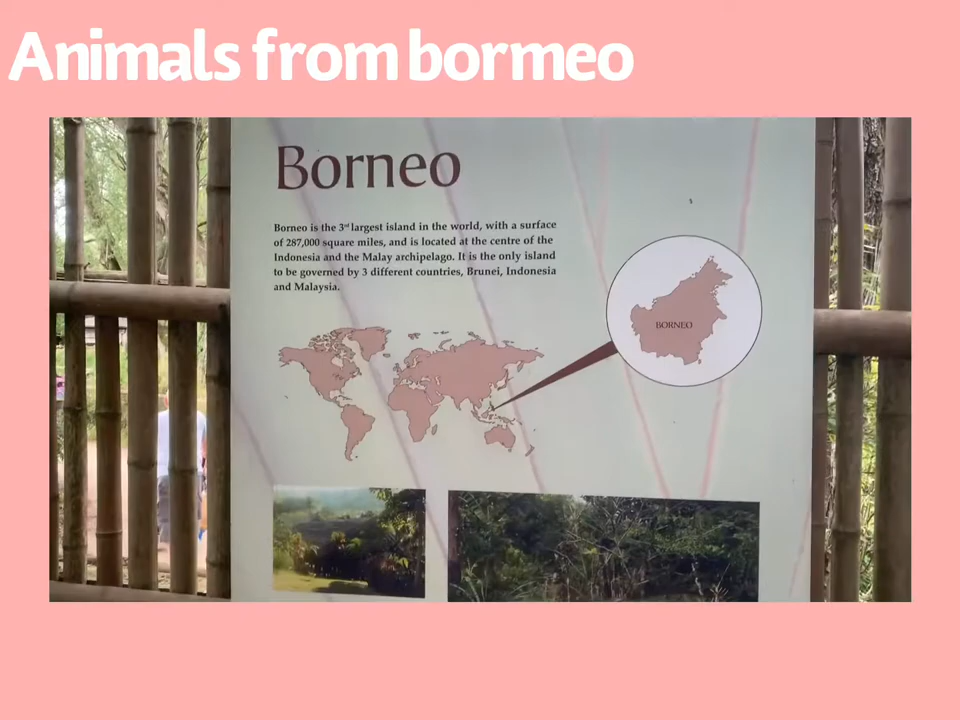 Animals from bormeo
Borneo
Borneo is the 3rd largest island in the world, with a surface
of 287,000 square miles, and is located at the centre of the
Indonesia and the Malay archipelago. It is the only island
to be governed by 3 different countries, Brunei, Indonesia
and Malaysia.
BORNEO